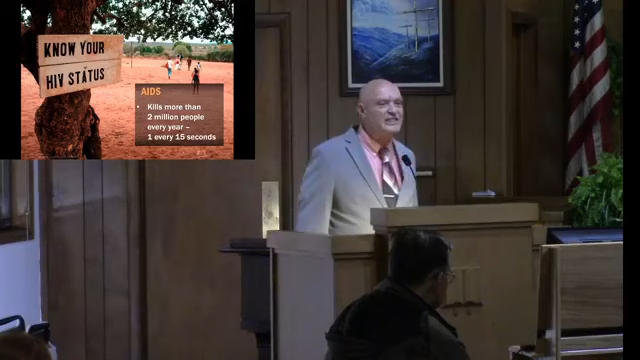 KNOW YOUR
HIV STATUS
AIDS
• Kills more than
2 million people
every year –
1 every 15 seconds